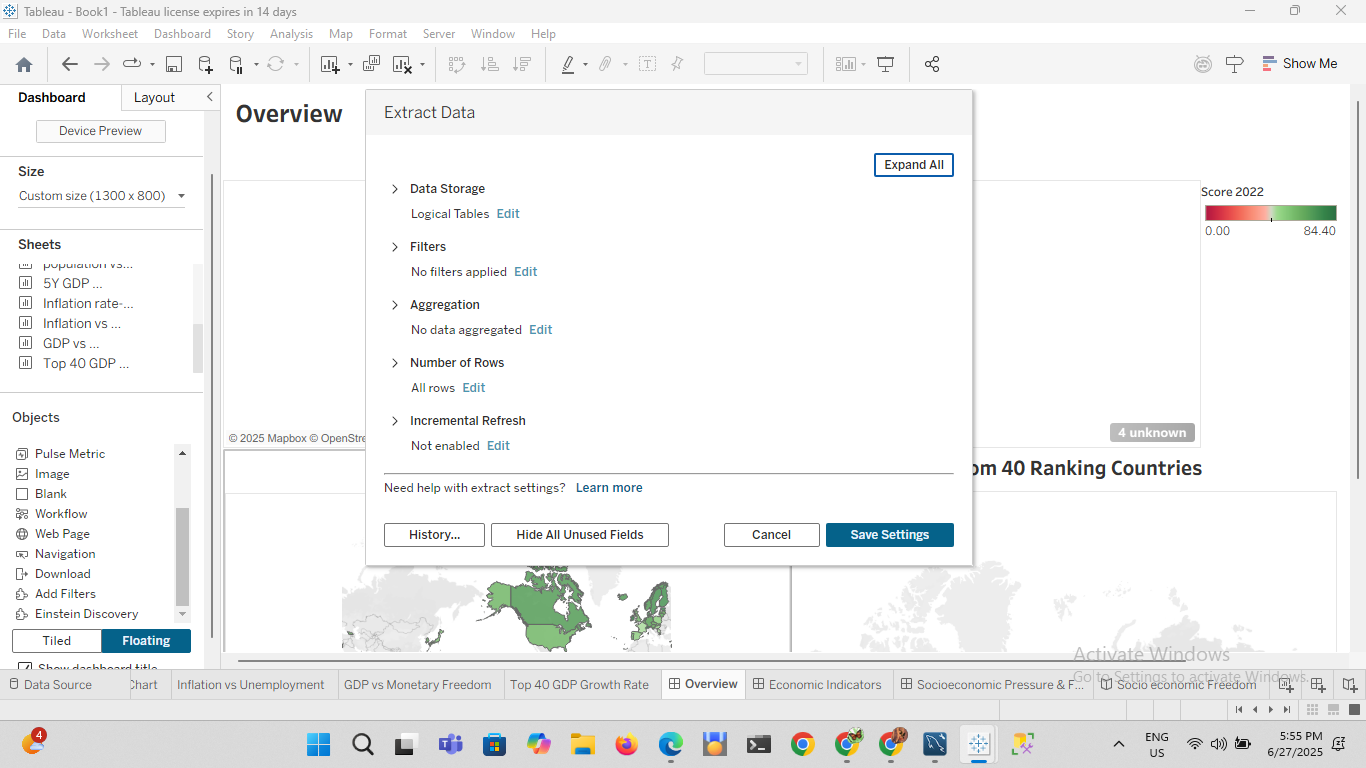 Tableau - Book1 - Tableau license expires in 14 days
File Data Worksheet Dashboard Story Analysis Map Format Server Window Help
Show Me
Dashboard Layout
Device Preview
Size
Custom size (1300 x 800)
Sheets
population vs...
5Y GDP ...
Inflation rate-...
Inflation vs ...
GDP vs ...
Top 40 GDP ...
Objects
Pulse Metric
Image
Blank
Workflow
Web Page
Navigation
Download
Add Filters
Einstein Discovery
Tiled Floating
Show dashboard title
Overview
Extract Data
Expand All
Data Storage
Logical Tables Edit
Filters
No filters applied Edit
Aggregation
No data aggregated Edit
Number of Rows
All rows Edit
Incremental Refresh
Not enabled Edit
Need help with extract settings? Learn more
History... Hide All Unused Fields Cancel Save Settings
Score 2022
0.00 84.40
© 2025 Mapbox © OpenStre
4 unknown
om 40 Ranking Countries
Activate Windows
Go to Settings to activate Windows.
Data Source Chart Inflation vs Unemployment GDP vs Monetary Freedom Top 40 GDP Growth Rate Overview Economic Indicators Socioeconomic Pressure & F... Socio economic Freedom
4
ENG
US
5:55 PM
6/27/2025